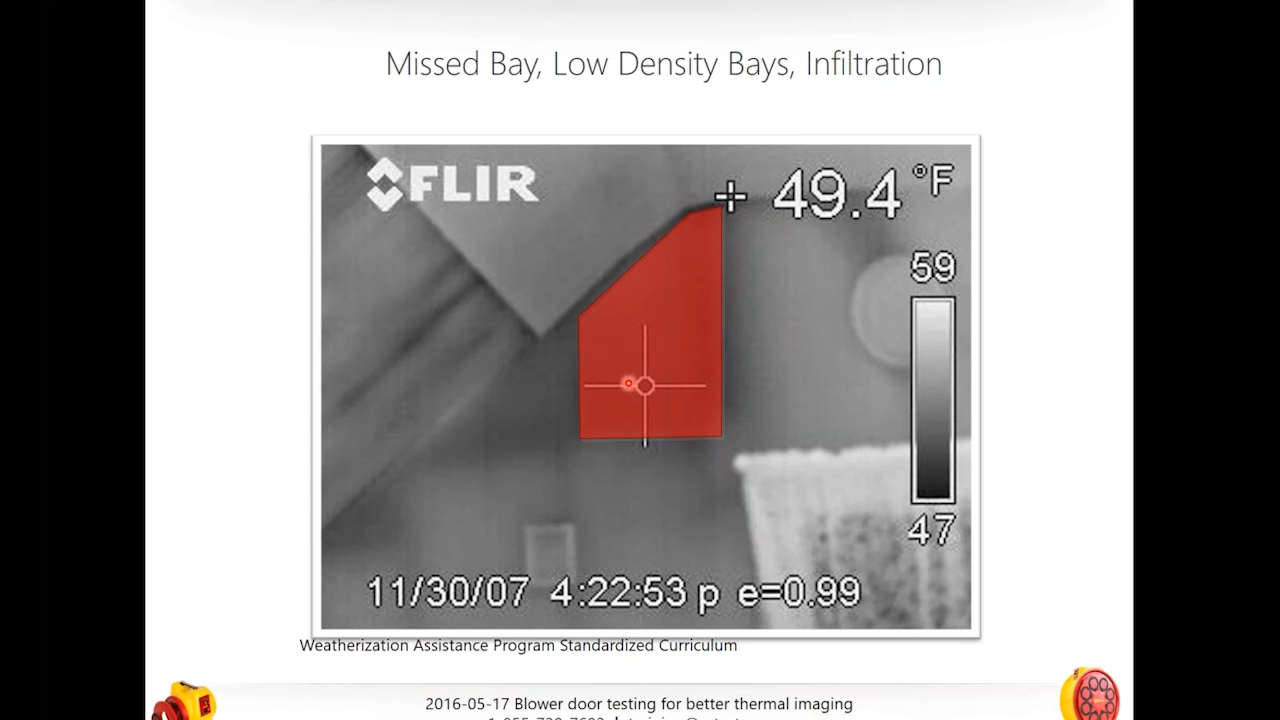 Missed Bay, Low Density Bays, Infiltration
FLIR
49.4 °F
59
47
11/30/07 4:22:53 p e=0.99
Weatherization Assistance Program Standardized Curriculum
2016-05-17 Blower door testing for better thermal imaging